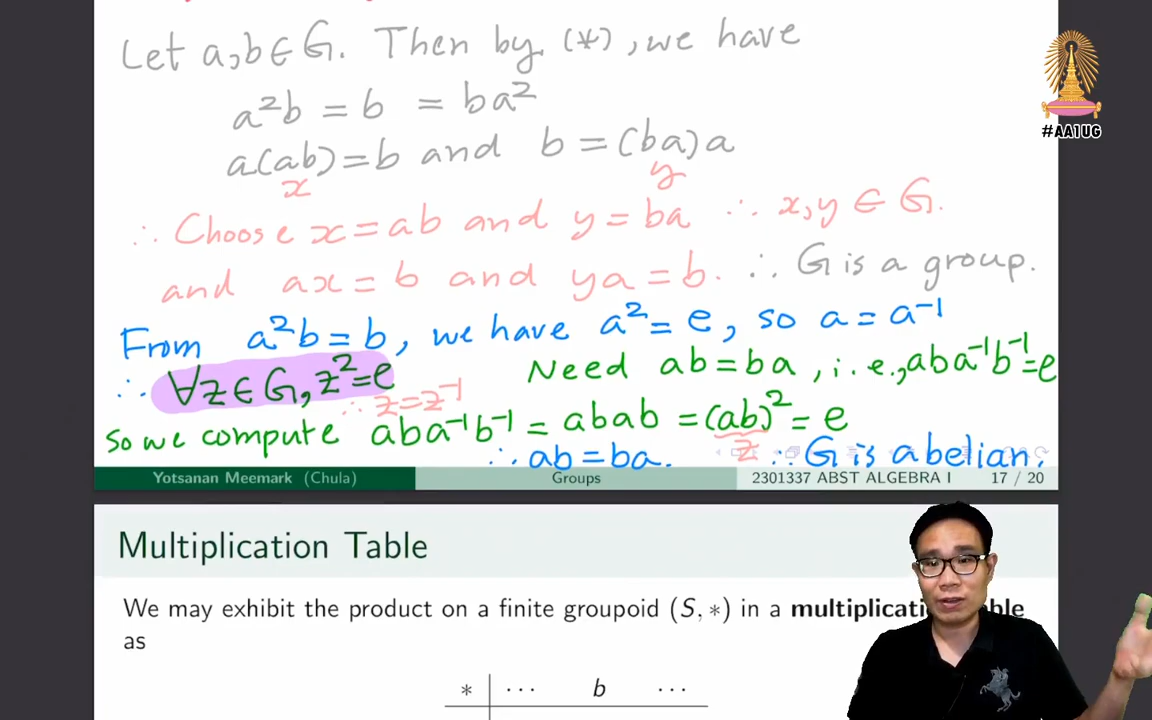 Let a,b∈G. Then by (*), we have
a²b = b = ba²
a(ab) = b and b = (ba)a
x y
∴ Choose x = ab and y = ba ∴ x,y ∈ G.
and ax = b and ya = b. ∴ G is a group.
From a²b = b, we have a² = e, so a = a⁻¹
∴ ∀z∈G, z²=e Need ab = ba, i.e., aba⁻¹b⁻¹=e
∴ z = z⁻¹
So we compute aba⁻¹b⁻¹ = abab = (ab)² = e
z
∴ ab = ba. ∴ G is abelian.
Yotsanan Meemark (Chula) Groups 2301337 ABST ALGEBRA I 17 / 20
Multiplication Table
We may exhibit the product on a finite groupoid (S, *) in a
as
* ··· b ···
#AA1UG